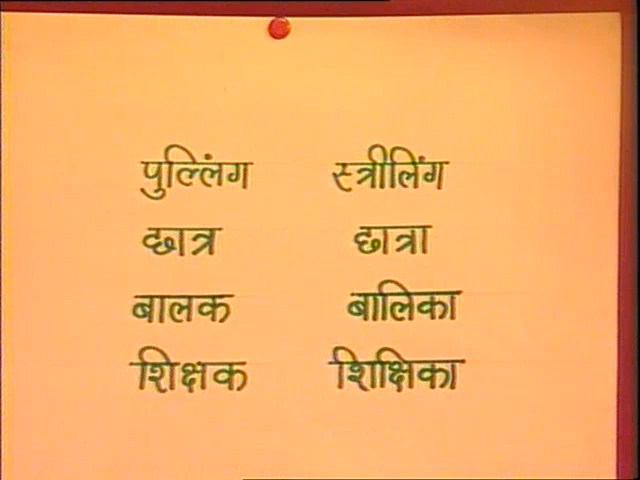 पुल्लिंग स्त्रीलिंग
छात्र छात्रा
बालक बालिका
शिक्षक शिक्षिका